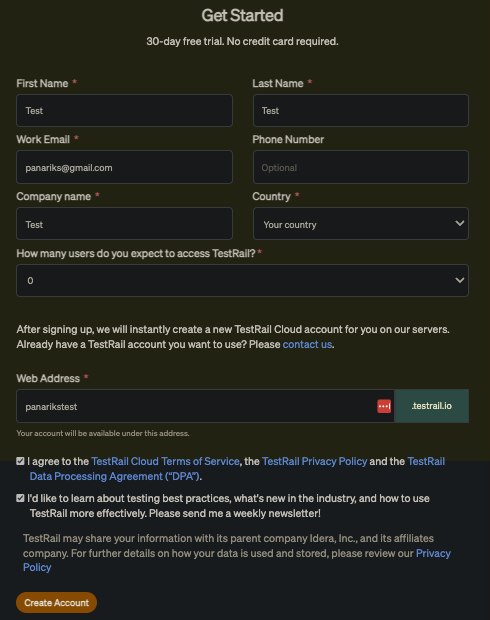 Get Started
30-day free trial. No credit card required.
First Name *
Last Name *
Test
Test
Work Email *
Phone Number
panariks@gmail.com
Optional
Company name *
Country *
Test
Your country
How many users do you expect to access TestRail? *
0
After signing up, we will instantly create a new TestRail Cloud account for you on our servers.
Already have a TestRail account you want to use? Please contact us.
Web Address *
panarikstest
.testrail.io
Your account will be available under this address.
I agree to the TestRail Cloud Terms of Service, the TestRail Privacy Policy and the TestRail
Data Processing Agreement (“DPA”).
I'd like to learn about testing best practices, what's new in the industry, and how to use
TestRail more effectively. Please send me a weekly newsletter!
TestRail may share your information with its parent company Idera, Inc., and its affiliates
company. For further details on how your data is used and stored, please review our Privacy
Policy
Create Account